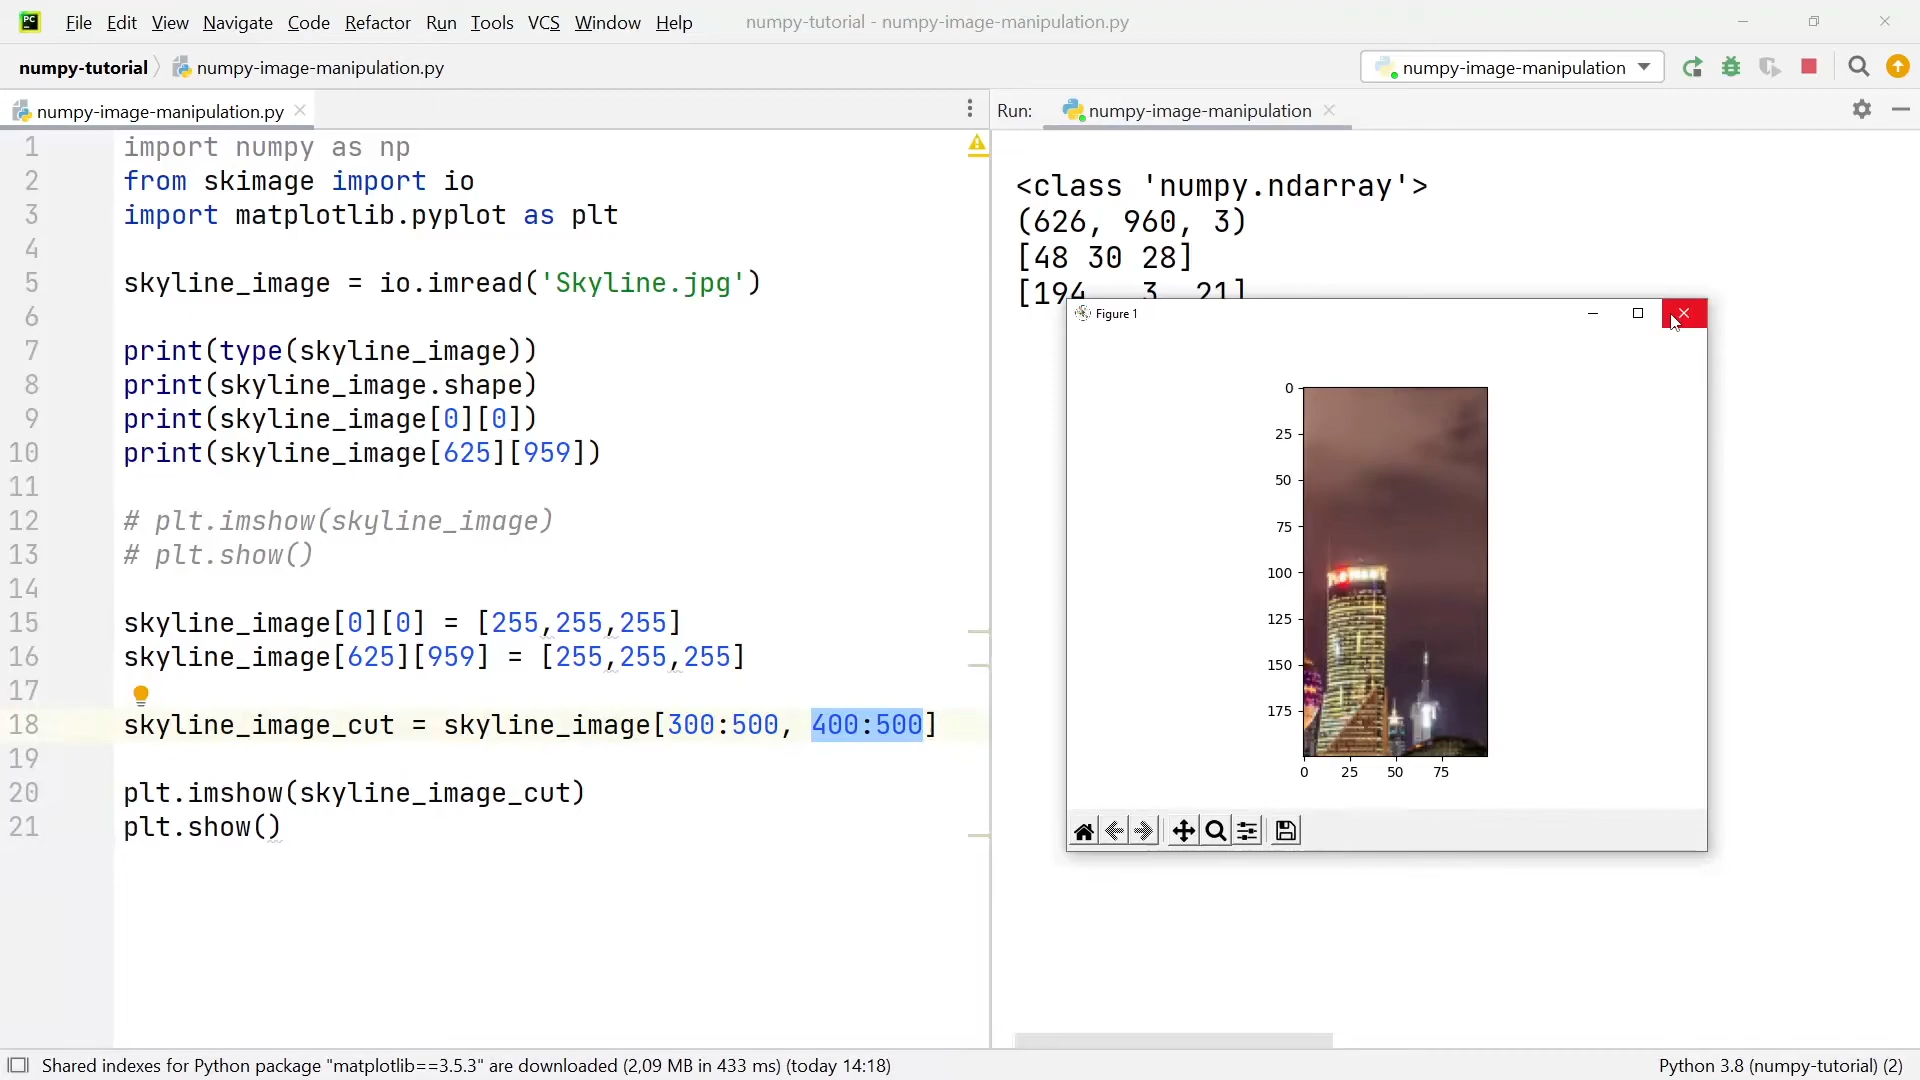 PC
File Edit View Navigate Code Refactor Run Tools VCS Window Help numpy-tutorial - numpy-image-manipulation.py
numpy-tutorial numpy-image-manipulation.py numpy-image-manipulation
numpy-image-manipulation.py Run: numpy-image-manipulation
1 import numpy as np
2 from skimage import io
3 import matplotlib.pyplot as plt
4
5 skyline_image = io.imread('Skyline.jpg')
6
7 print(type(skyline_image))
8 print(skyline_image.shape)
9 print(skyline_image[0][0])
10 print(skyline_image[625][959])
11
12 # plt.imshow(skyline_image)
13 # plt.show()
14
15 skyline_image[0][0] = [255,255,255]
16 skyline_image[625][959] = [255,255,255]
17
18 skyline_image_cut = skyline_image[300:500, 400:500]
19
20 plt.imshow(skyline_image_cut)
21 plt.show()
<class 'numpy.ndarray'>
(626, 960, 3)
[48 30 28]
[194 3 21]
Figure 1
0
25
50
75
100
125
150
175
0 25 50 75
Shared indexes for Python package "matplotlib==3.5.3" are downloaded (2,09 MB in 433 ms) (today 14:18) Python 3.8 (numpy-tutorial) (2)